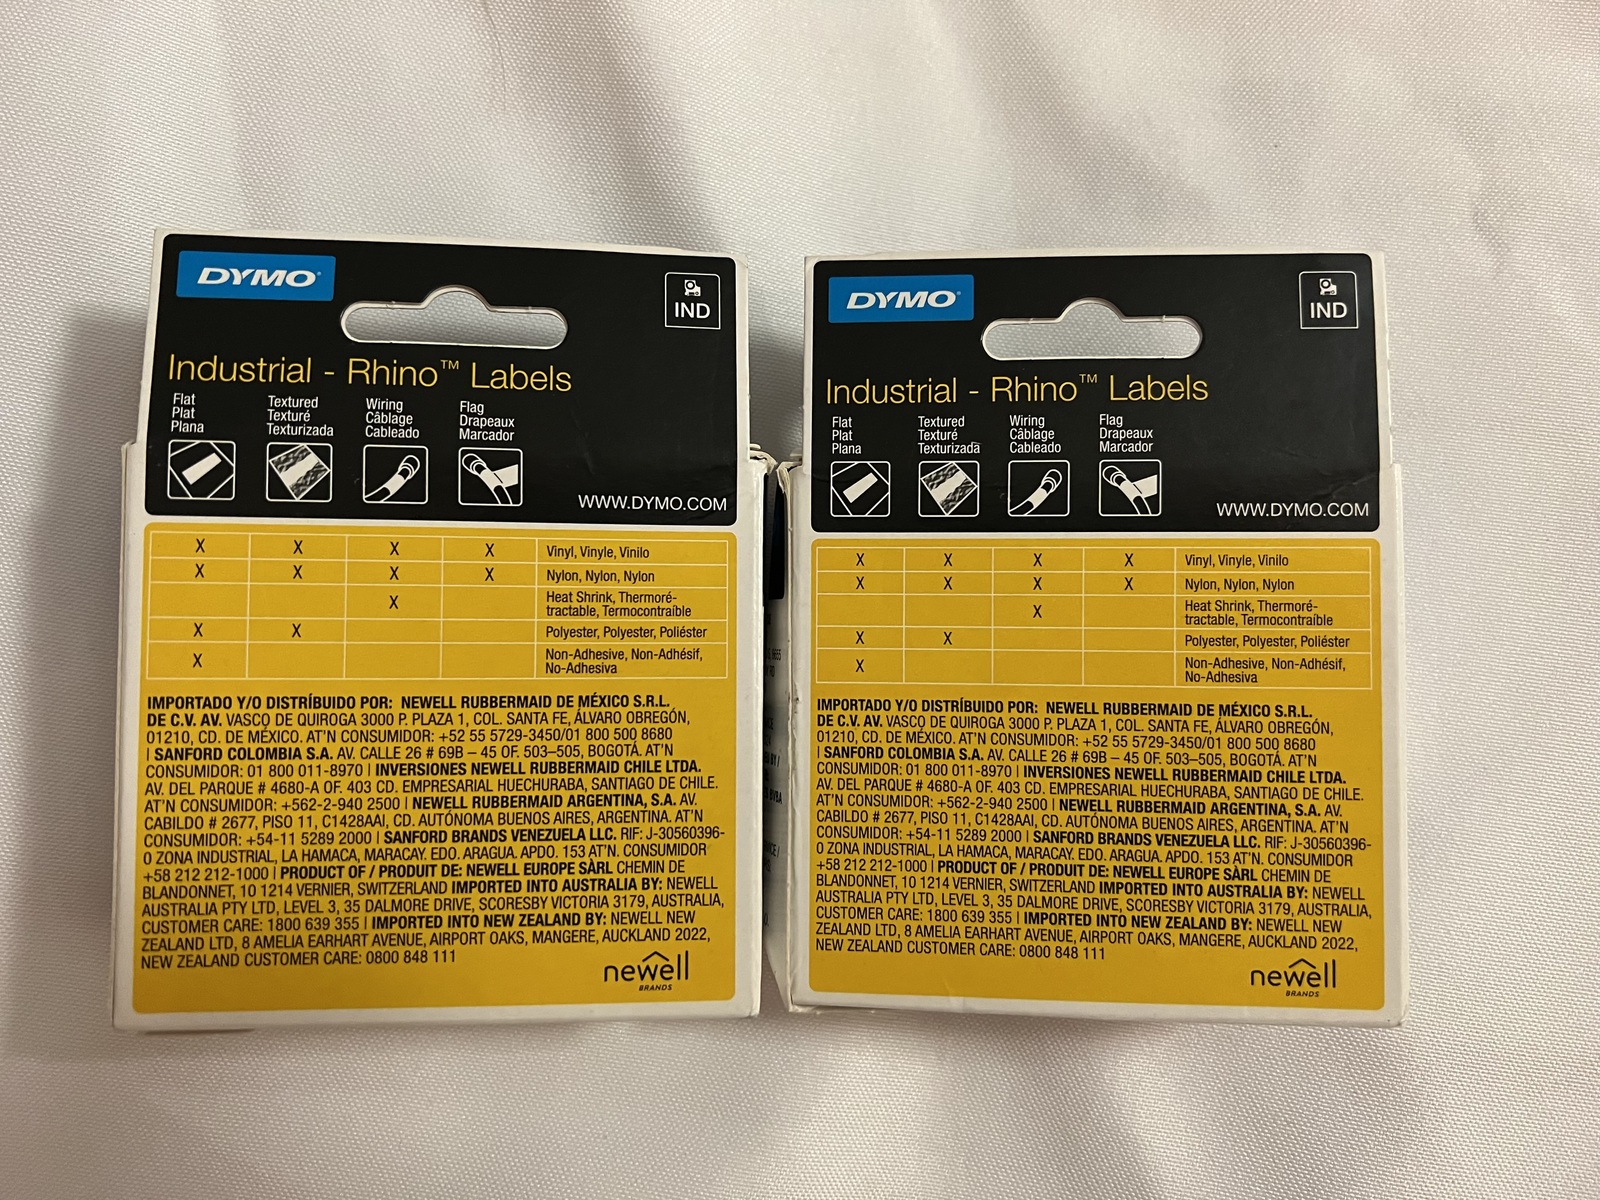 DYMO
IND
Industrial - Rhino™ Labels
Flat
Plat
Plana
Textured
Texturé
Texturizada
Wiring
Câblage
Cableado
Flag
Drapeaux
Marcador
WWW.DYMO.COM
X X X X Vinyl, Vinyle, Vinilo
X X X X Nylon, Nylon, Nylon
X Heat Shrink, Thermoré-
tractable, Termocontraíble
X X Polyester, Polyester, Poliéster
X Non-Adhesive, Non-Adhésif,
No-Adhesiva
IMPORTADO Y/O DISTRÍBUIDO POR: NEWELL RUBBERMAID DE MÉXICO S.R.L.
DE C.V. AV. VASCO DE QUIROGA 3000 P. PLAZA 1, COL. SANTA FE, ÁLVARO OBREGÓN,
01210, CD. DE MÉXICO. AT'N CONSUMIDOR: +52 55 5729-3450/01 800 500 8680
| SANFORD COLOMBIA S.A. AV. CALLE 26 # 69B – 45 OF. 503–505, BOGOTÁ. AT'N
CONSUMIDOR: 01 800 011-8970 | INVERSIONES NEWELL RUBBERMAID CHILE LTDA.
AV. DEL PARQUE # 4680-A OF. 403 CD. EMPRESARIAL HUECHURABA, SANTIAGO DE CHILE.
AT'N CONSUMIDOR: +562-2-940 2500 | NEWELL RUBBERMAID ARGENTINA, S.A. AV.
CABILDO # 2677, PISO 11, C1428AAI, CD. AUTÓNOMA BUENOS AIRES, ARGENTINA. AT'N
CONSUMIDOR: +54-11 5289 2000 | SANFORD BRANDS VENEZUELA LLC. RIF: J-30560396-
0 ZONA INDUSTRIAL, LA HAMACA, MARACAY. EDO. ARAGUA. APDO. 153 AT'N. CONSUMIDOR
+58 212 212-1000 | PRODUCT OF / PRODUIT DE: NEWELL EUROPE SÀRL CHEMIN DE
BLANDONNET, 10 1214 VERNIER, SWITZERLAND IMPORTED INTO AUSTRALIA BY: NEWELL
AUSTRALIA PTY LTD, LEVEL 3, 35 DALMORE DRIVE, SCORESBY VICTORIA 3179, AUSTRALIA,
CUSTOMER CARE: 1800 639 355 | IMPORTED INTO NEW ZEALAND BY: NEWELL NEW
ZEALAND LTD, 8 AMELIA EARHART AVENUE, AIRPORT OAKS, MANGERE, AUCKLAND 2022,
NEW ZEALAND CUSTOMER CARE: 0800 848 111
newell
BRANDS
DYMO
IND
Industrial - Rhino™ Labels
Flat
Plat
Plana
Textured
Texturé
Texturizada
Wiring
Câblage
Cableado
Flag
Drapeaux
Marcador
WWW.DYMO.COM
X X X X Vinyl, Vinyle, Vinilo
X X X X Nylon, Nylon, Nylon
X Heat Shrink, Thermoré-
tractable, Termocontraíble
X X Polyester, Polyester, Poliéster
X Non-Adhesive, Non-Adhésif,
No-Adhesiva
IMPORTADO Y/O DISTRÍBUIDO POR: NEWELL RUBBERMAID DE MÉXICO S.R.L.
DE C.V. AV. VASCO DE QUIROGA 3000 P. PLAZA 1, COL. SANTA FE, ÁLVARO OBREGÓN,
01210, CD. DE MÉXICO. AT'N CONSUMIDOR: +52 55 5729-3450/01 800 500 8680
| SANFORD COLOMBIA S.A. AV. CALLE 26 # 69B – 45 OF. 503–505, BOGOTÁ. AT'N
CONSUMIDOR: 01 800 011-8970 | INVERSIONES NEWELL RUBBERMAID CHILE LTDA.
AV. DEL PARQUE # 4680-A OF. 403 CD. EMPRESARIAL HUECHURABA, SANTIAGO DE CHILE.
AT'N CONSUMIDOR: +562-2-940 2500 | NEWELL RUBBERMAID ARGENTINA, S.A. AV.
CABILDO # 2677, PISO 11, C1428AAI, CD. AUTÓNOMA BUENOS AIRES, ARGENTINA. AT'N
CONSUMIDOR: +54-11 5289 2000 | SANFORD BRANDS VENEZUELA LLC. RIF: J-30560396-
0 ZONA INDUSTRIAL, LA HAMACA, MARACAY. EDO. ARAGUA. APDO. 153 AT'N. CONSUMIDOR
+58 212 212-1000 | PRODUCT OF / PRODUIT DE: NEWELL EUROPE SÀRL CHEMIN DE
BLANDONNET, 10 1214 VERNIER, SWITZERLAND IMPORTED INTO AUSTRALIA BY: NEWELL
AUSTRALIA PTY LTD, LEVEL 3, 35 DALMORE DRIVE, SCORESBY VICTORIA 3179, AUSTRALIA,
CUSTOMER CARE: 1800 639 355 | IMPORTED INTO NEW ZEALAND BY: NEWELL NEW
ZEALAND LTD, 8 AMELIA EARHART AVENUE, AIRPORT OAKS, MANGERE, AUCKLAND 2022,
NEW ZEALAND CUSTOMER CARE: 0800 848 111
newell
BRANDS